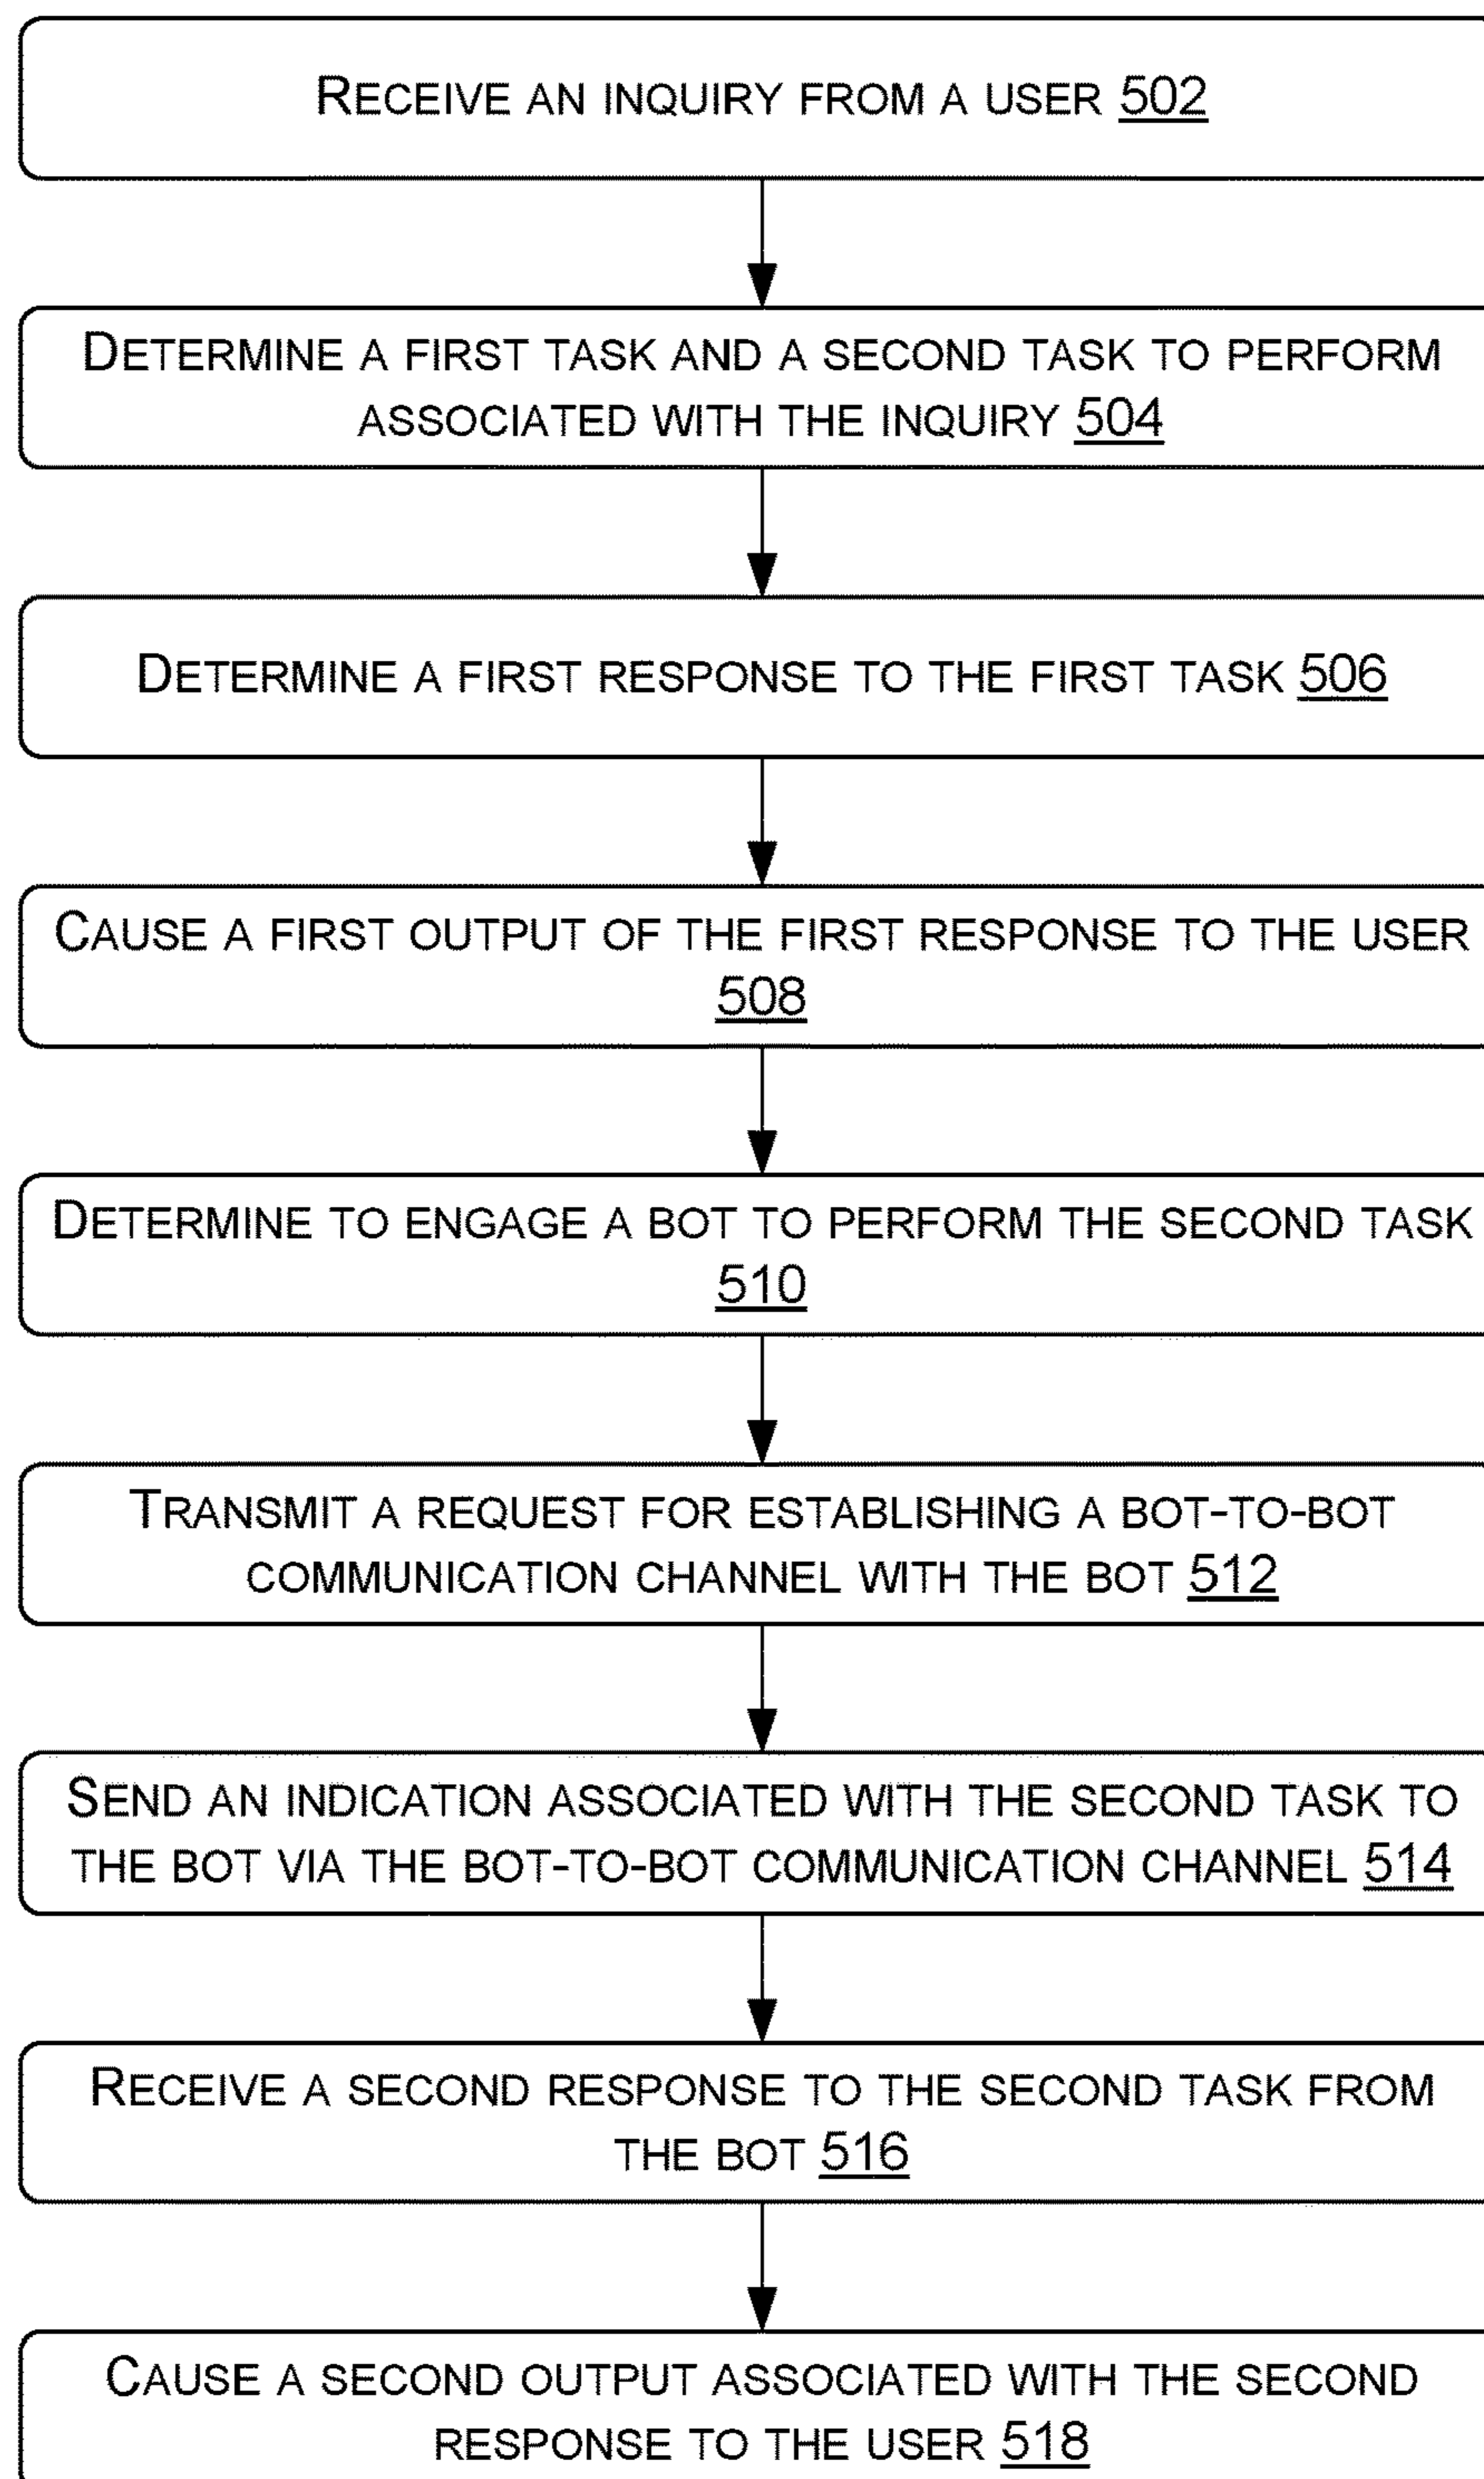 RECEIVE AN INQUIRY FROM A USER 502
DETERMINE A FIRST TASK AND A SECOND TASK TO PERFORM
ASSOCIATED WITH THE INQUIRY 504
DETERMINE A FIRST RESPONSE TO THE FIRST TASK 506
CAUSE A FIRST OUTPUT OF THE FIRST RESPONSE TO THE USER
508
DETERMINE TO ENGAGE A BOT TO PERFORM THE SECOND TASK
510
TRANSMIT A REQUEST FOR ESTABLISHING A BOT-TO-BOT
COMMUNICATION CHANNEL WITH THE BOT 512
SEND AN INDICATION ASSOCIATED WITH THE SECOND TASK TO
THE BOT VIA THE BOT-TO-BOT COMMUNICATION CHANNEL 514
RECEIVE A SECOND RESPONSE TO THE SECOND TASK FROM
THE BOT 516
CAUSE A SECOND OUTPUT ASSOCIATED WITH THE SECOND
RESPONSE TO THE USER 518